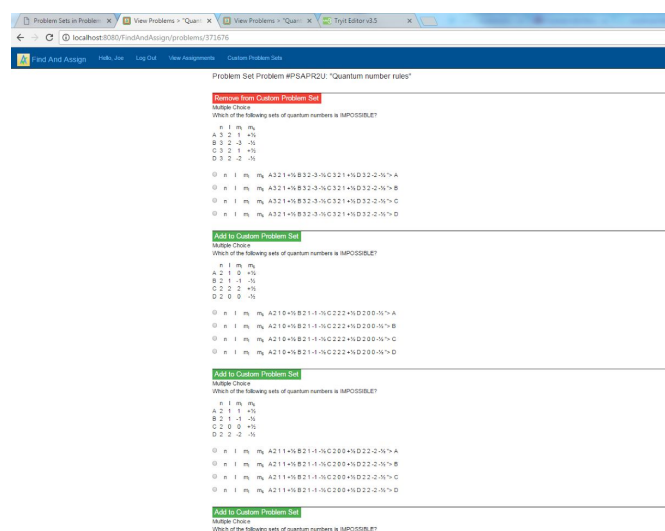 Problem Sets in Problem
View Problems > "Quant
View Problems > "Quan
Tryit Editor v3.5
localhost:8080/FindAndAssign/problems/371676
Find And Assign Hello, Joe Log Out View Assignments Custom Problem Sets
Problem Set Problem #PSAPR2U: "Quantum number rules"
Remove from Custom Problem Set
Multiple Choice
Which of the following sets of quantum numbers is IMPOSSIBLE?
n l mₗ mₛ
A 3 2 1 +½
B 3 2 -3 -½
C 3 2 1 +½
D 3 2 -2 -½
n l mₗ mₛ A 3 2 1 +½ B 3 2 -3 -½ C 3 2 1 +½ D 3 2 -2 -½ "> A
n l mₗ mₛ A 3 2 1 +½ B 3 2 -3 -½ C 3 2 1 +½ D 3 2 -2 -½ "> B
n l mₗ mₛ A 3 2 1 +½ B 3 2 -3 -½ C 3 2 1 +½ D 3 2 -2 -½ "> C
n l mₗ mₛ A 3 2 1 +½ B 3 2 -3 -½ C 3 2 1 +½ D 3 2 -2 -½ "> D
Add to Custom Problem Set
Multiple Choice
Which of the following sets of quantum numbers is IMPOSSIBLE?
n l mₗ mₛ
A 2 1 0 +½
B 2 1 -1 -½
C 2 2 2 +½
D 2 0 0 -½
n l mₗ mₛ A 2 1 0 +½ B 2 1 -1 -½ C 2 2 2 +½ D 2 0 0 -½ "> A
n l mₗ mₛ A 2 1 0 +½ B 2 1 -1 -½ C 2 2 2 +½ D 2 0 0 -½ "> B
n l mₗ mₛ A 2 1 0 +½ B 2 1 -1 -½ C 2 2 2 +½ D 2 0 0 -½ "> C
n l mₗ mₛ A 2 1 0 +½ B 2 1 -1 -½ C 2 2 2 +½ D 2 0 0 -½ "> D
Add to Custom Problem Set
Multiple Choice
Which of the following sets of quantum numbers is IMPOSSIBLE?
n l mₗ mₛ
A 2 1 1 +½
B 2 1 -1 -½
C 2 0 0 +½
D 2 2 -2 -½
n l mₗ mₛ A 2 1 1 +½ B 2 1 -1 -½ C 2 0 0 +½ D 2 2 -2 -½ "> A
n l mₗ mₛ A 2 1 1 +½ B 2 1 -1 -½ C 2 0 0 +½ D 2 2 -2 -½ "> B
n l mₗ mₛ A 2 1 1 +½ B 2 1 -1 -½ C 2 0 0 +½ D 2 2 -2 -½ "> C
n l mₗ mₛ A 2 1 1 +½ B 2 1 -1 -½ C 2 0 0 +½ D 2 2 -2 -½ "> D
Add to Custom Problem Set
Multiple Choice
Which of the following sets of quantum numbers is IMPOSSIBLE?